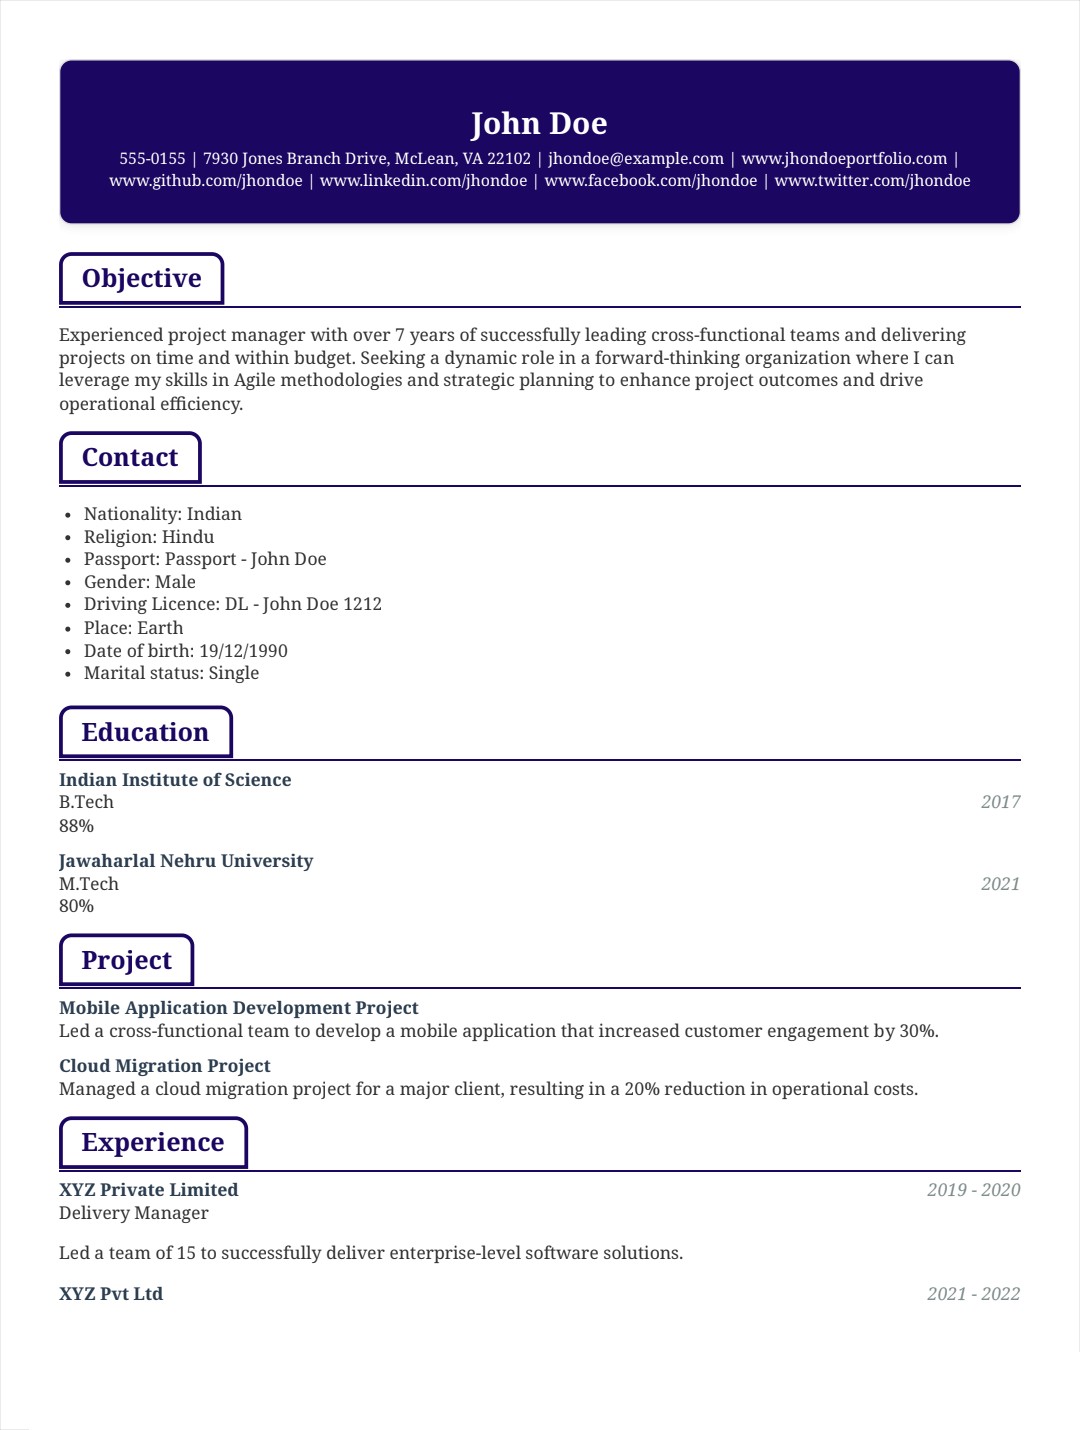 John Doe
555-0155 | 7930 Jones Branch Drive, McLean, VA 22102 | jhondoe@example.com | www.jhondoeportfolio.com |
www.github.com/jhondoe | www.linkedin.com/jhondoe | www.facebook.com/jhondoe | www.twitter.com/jhondoe
Objective
Experienced project manager with over 7 years of successfully leading cross-functional teams and delivering
projects on time and within budget. Seeking a dynamic role in a forward-thinking organization where I can
leverage my skills in Agile methodologies and strategic planning to enhance project outcomes and drive
operational efficiency.
Contact
• Nationality: Indian
• Religion: Hindu
• Passport: Passport - John Doe
• Gender: Male
• Driving Licence: DL - John Doe 1212
• Place: Earth
• Date of birth: 19/12/1990
• Marital status: Single
Education
Indian Institute of Science
B.Tech 2017
88%
Jawaharlal Nehru University
M.Tech 2021
80%
Project
Mobile Application Development Project
Led a cross-functional team to develop a mobile application that increased customer engagement by 30%.
Cloud Migration Project
Managed a cloud migration project for a major client, resulting in a 20% reduction in operational costs.
Experience
XYZ Private Limited 2019 - 2020
Delivery Manager
Led a team of 15 to successfully deliver enterprise-level software solutions.
XYZ Pvt Ltd 2021 - 2022